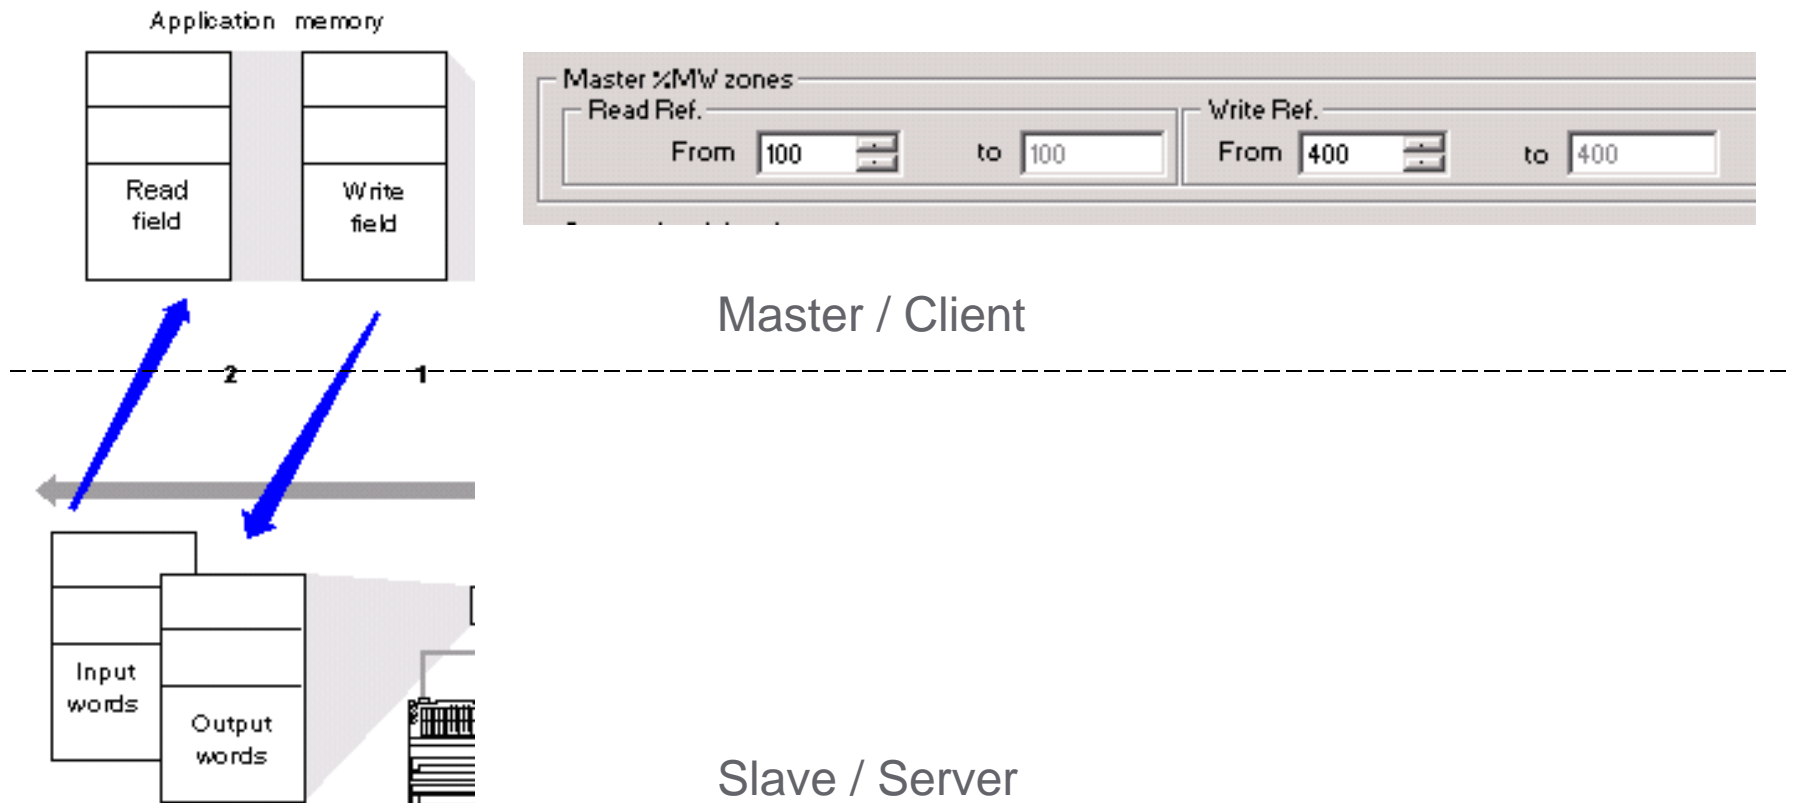 Application memory
Read
field
Write
field
Master %MW zones
Read Ref.
From 100 to 100
Write Ref.
From 400 to 400
Master / Client
2
1
Input
words
Output
words
Slave / Server